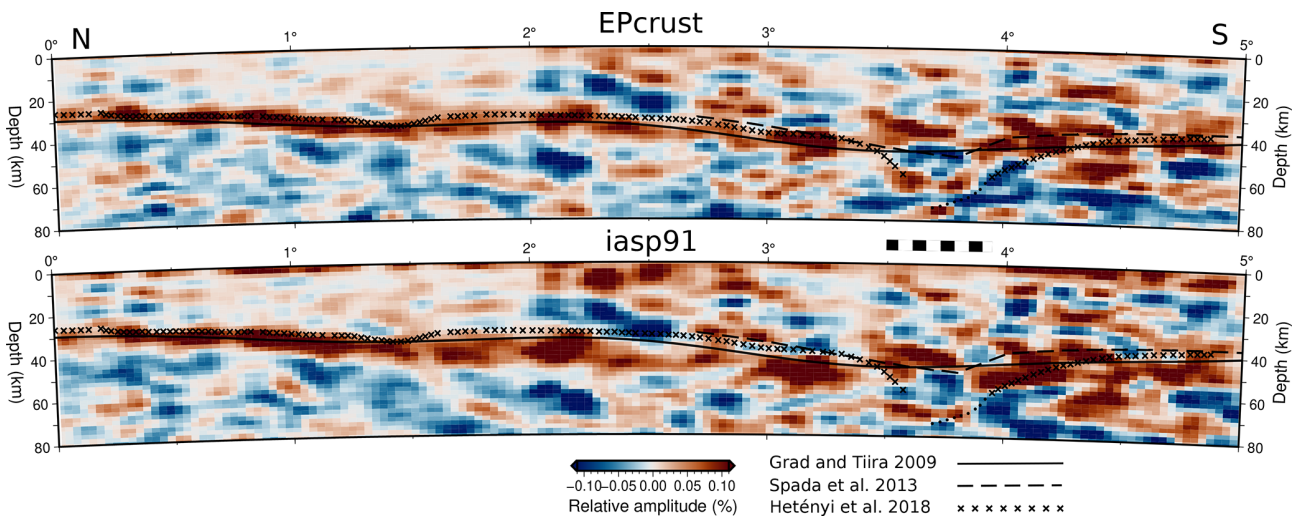 EPcrust
N
S
0° 1° 2° 3° 4° 5°
0 0
20 20
40 40
60 60
80 80
Depth (km)
Depth (km)
iasp91
0° 1° 2° 3° 4° 5°
0 0
20 20
40 40
60 60
80 80
Depth (km)
Depth (km)
−0.10 −0.05 0.00 0.05 0.10
Relative amplitude (%)
Grad and Tiira 2009
Spada et al. 2013
Hetényi et al. 2018